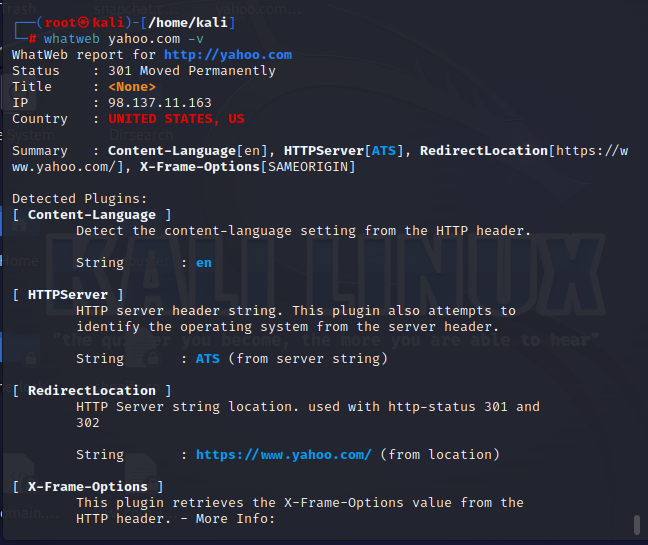 ┌──(root㉿kali)-[/home/kali]
└─# whatweb yahoo.com -v
WhatWeb report for http://yahoo.com
Status    : 301 Moved Permanently
Title     : <None>
IP        : 98.137.11.163
Country   : UNITED STATES, US
Summary   : Content-Language[en], HTTPServer[ATS], RedirectLocation[https://w
ww.yahoo.com/], X-Frame-Options[SAMEORIGIN]
Detected Plugins:
[ Content-Language ]
Detect the content-language setting from the HTTP header.
String       : en
[ HTTPServer ]
HTTP server header string. This plugin also attempts to
identify the operating system from the server header.
String       : ATS (from server string)
[ RedirectLocation ]
HTTP Server string location. used with http-status 301 and
302
String       : https://www.yahoo.com/ (from location)
[ X-Frame-Options ]
This plugin retrieves the X-Frame-Options value from the
HTTP header. - More Info:
KALI LINUX
"the quieter you become, the more you are able to hear"